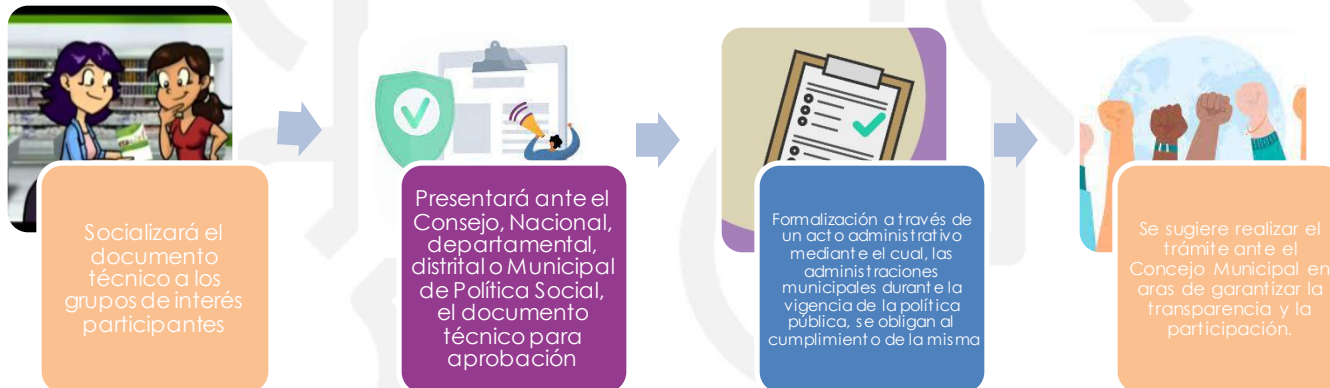 Socializará el
documento
técnico a los
grupos de interés
participantes
Presentará ante el
Consejo, Nacional,
departamental,
distrital o Municipal
de Política Social,
el documento
técnico para
aprobación
Formalización a través de
un acto administrativo
mediante el cual, las
administraciones
municipales durante la
vigencia de la política
pública, se obligan al
cumplimiento de la misma
Se sugiere realizar el
trámite ante el
Concejo Municipal en
aras de garantizar la
transparencia y la
participación.